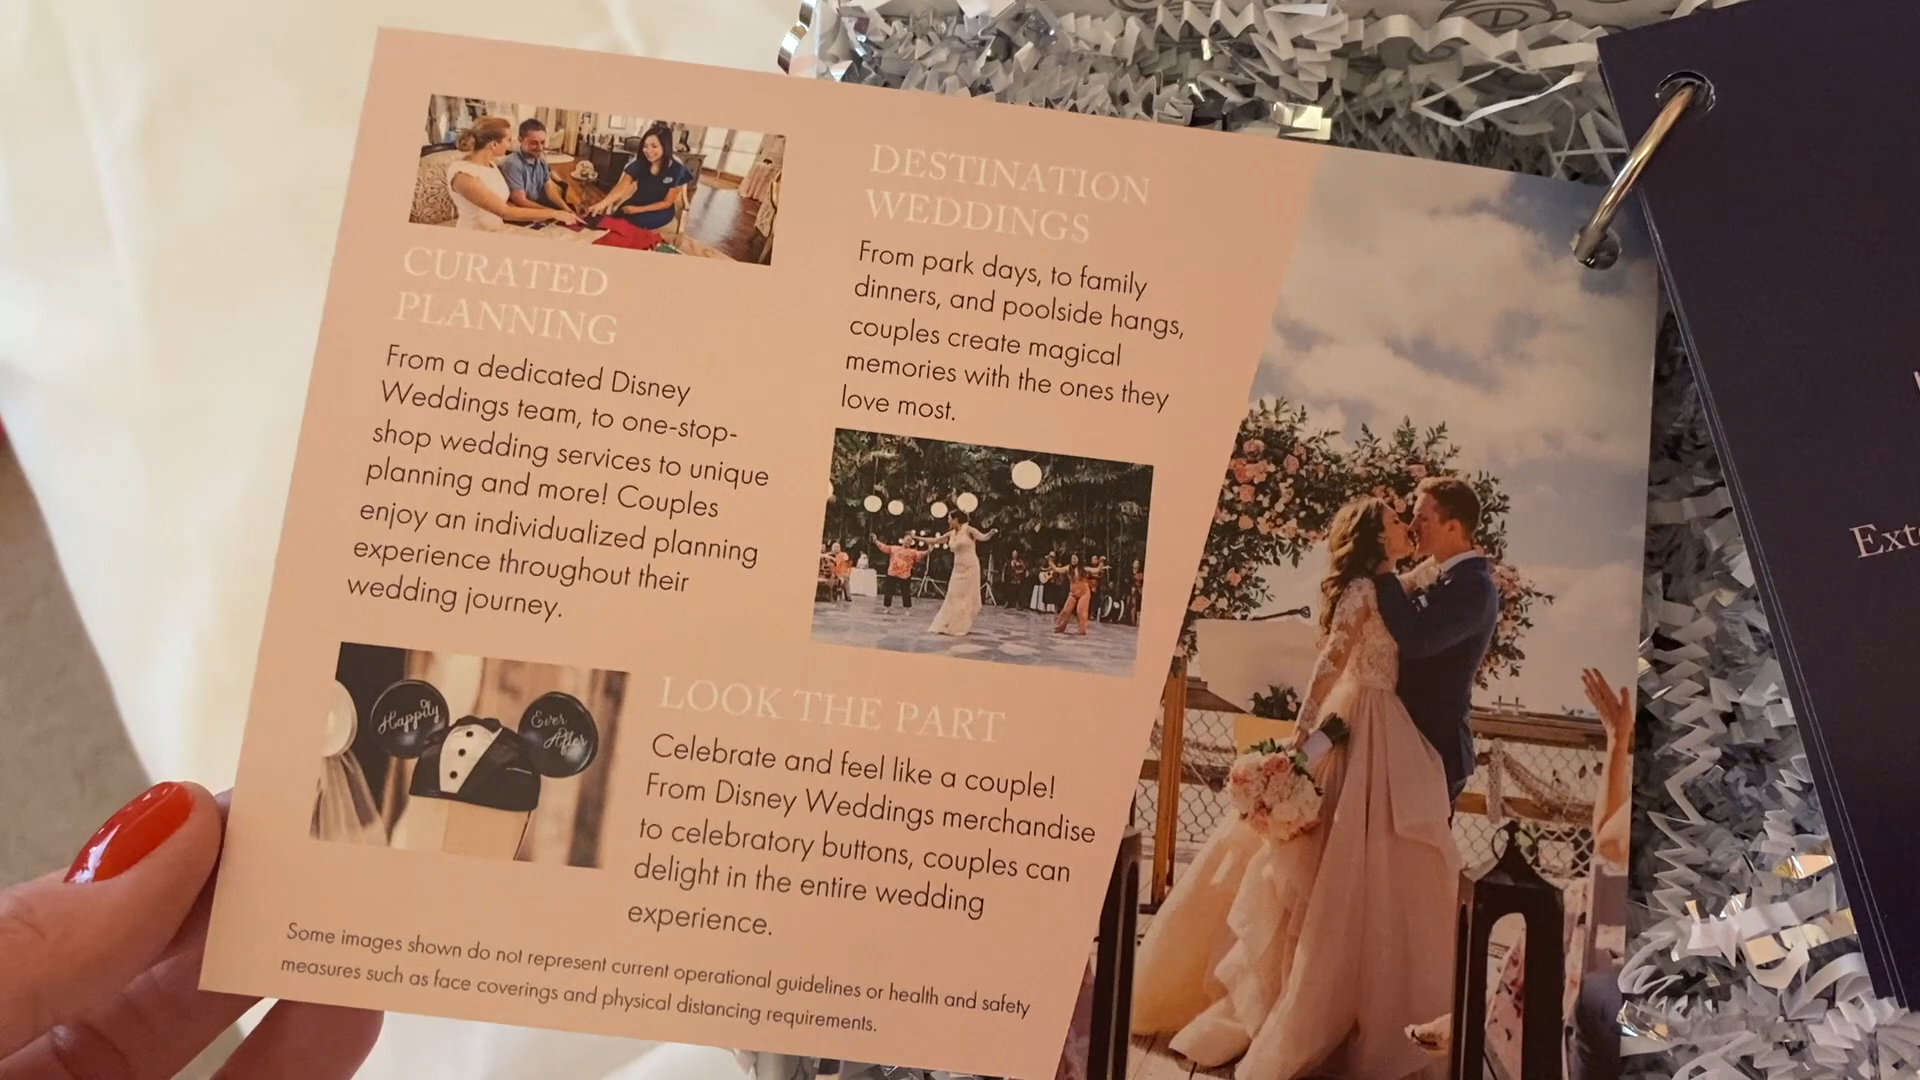 CURATED
PLANNING
From a dedicated Disney
Weddings team, to one-stop-
shop wedding services to unique
planning and more! Couples
enjoy an individualized planning
experience throughout their
wedding journey.
DESTINATION
WEDDINGS
From park days, to family
dinners, and poolside hangs,
couples create magical
memories with the ones they
love most.
Happily
Ever
After
LOOK THE PART
Celebrate and feel like a couple!
From Disney Weddings merchandise
to celebratory buttons, couples can
delight in the entire wedding
experience.
Some images shown do not represent current operational guidelines or health and safety
measures such as face coverings and physical distancing requirements.